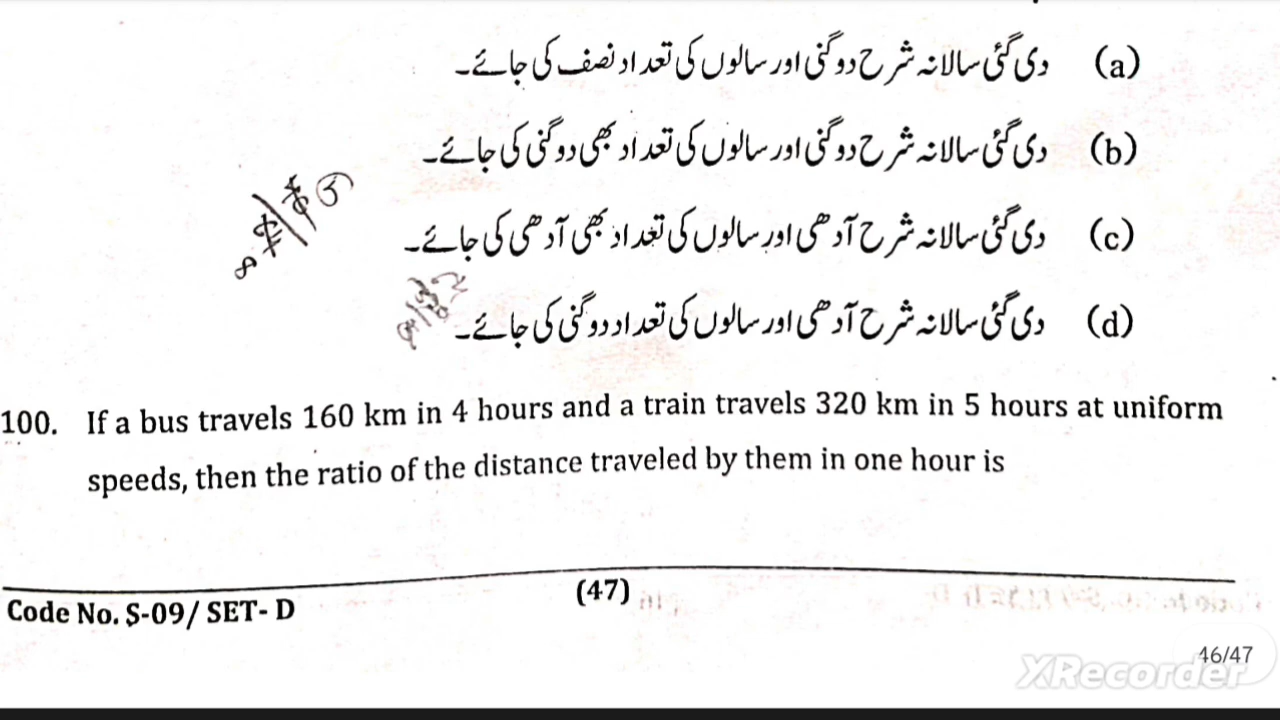 (a) دی گئی سالانہ شرح دوگنی اور سالوں کی تعداد نصف کی جائے۔
(b) دی گئی سالانہ شرح دوگنی اور سالوں کی تعداد بھی دوگنی کی جائے۔
(c) دی گئی سالانہ شرح آدھی اور سالوں کی تعداد بھی آدھی کی جائے۔
(d) دی گئی سالانہ شرح آدھی اور سالوں کی تعداد دوگنی کی جائے۔
100. If a bus travels 160 km in 4 hours and a train travels 320 km in 5 hours at uniform
speeds, then the ratio of the distance traveled by them in one hour is
(47)
Code No. S-09/ SET- D
46/47
XRecorder